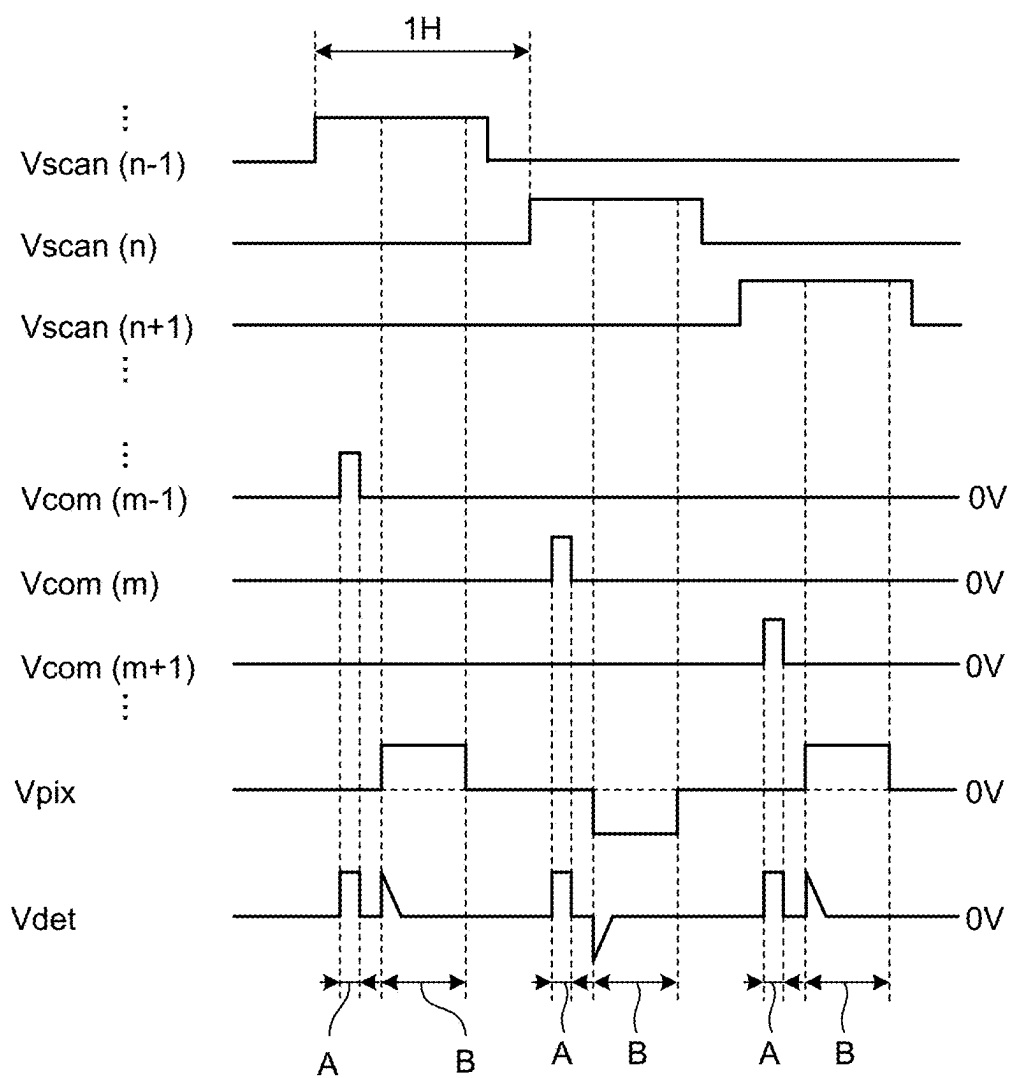 1H
Vscan (n-1)
Vscan (n)
Vscan (n+1)
Vcom (m-1) 0V
Vcom (m) 0V
Vcom (m+1) 0V
Vpix 0V
Vdet 0V
A B A B A B